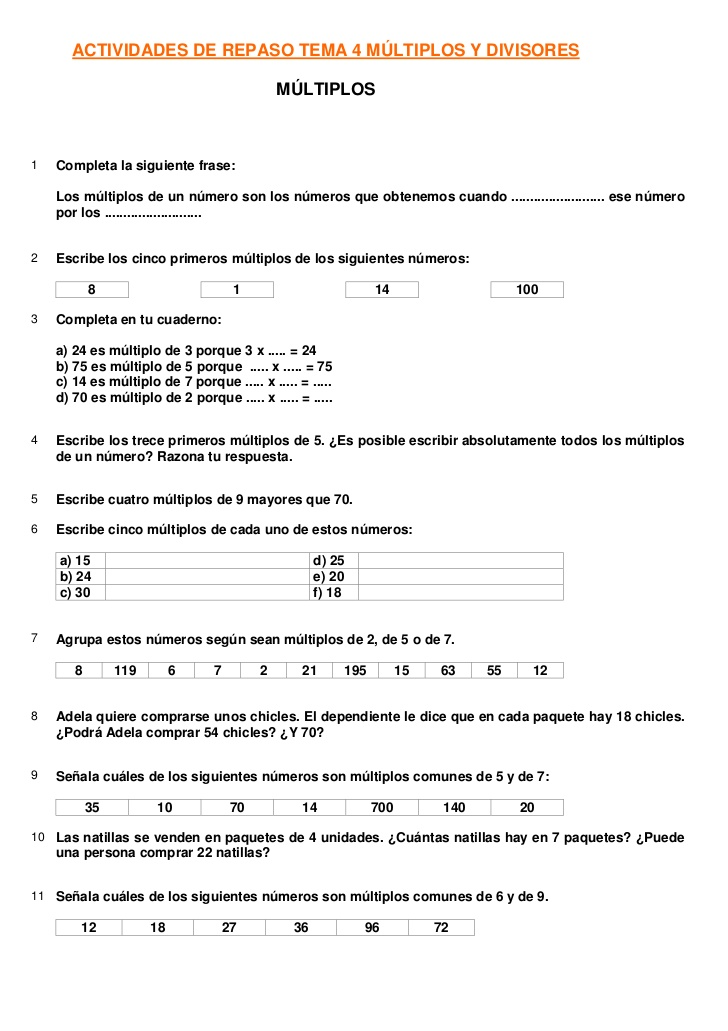 ACTIVIDADES DE REPASO TEMA 4 MÚLTIPLOS Y DIVISORES
MÚLTIPLOS
1 Completa la siguiente frase:
Los múltiplos de un número son los números que obtenemos cuando ......................... ese número
por los ..........................
2 Escribe los cinco primeros múltiplos de los siguientes números:
8 1 14 100
3 Completa en tu cuaderno:
a) 24 es múltiplo de 3 porque 3 x ..... = 24
b) 75 es múltiplo de 5 porque ..... x ..... = 75
c) 14 es múltiplo de 7 porque ..... x ..... = .....
d) 70 es múltiplo de 2 porque ..... x ..... = .....
4 Escribe los trece primeros múltiplos de 5. ¿Es posible escribir absolutamente todos los múltiplos
de un número? Razona tu respuesta.
5 Escribe cuatro múltiplos de 9 mayores que 70.
6 Escribe cinco múltiplos de cada uno de estos números:
a) 15 d) 25
b) 24 e) 20
c) 30 f) 18
7 Agrupa estos números según sean múltiplos de 2, de 5 o de 7.
8 119 6 7 2 21 195 15 63 55 12
8 Adela quiere comprarse unos chicles. El dependiente le dice que en cada paquete hay 18 chicles.
¿Podrá Adela comprar 54 chicles? ¿Y 70?
9 Señala cuáles de los siguientes números son múltiplos comunes de 5 y de 7:
35 10 70 14 700 140 20
10 Las natillas se venden en paquetes de 4 unidades. ¿Cuántas natillas hay en 7 paquetes? ¿Puede
una persona comprar 22 natillas?
11 Señala cuáles de los siguientes números son múltiplos comunes de 6 y de 9.
12 18 27 36 96 72